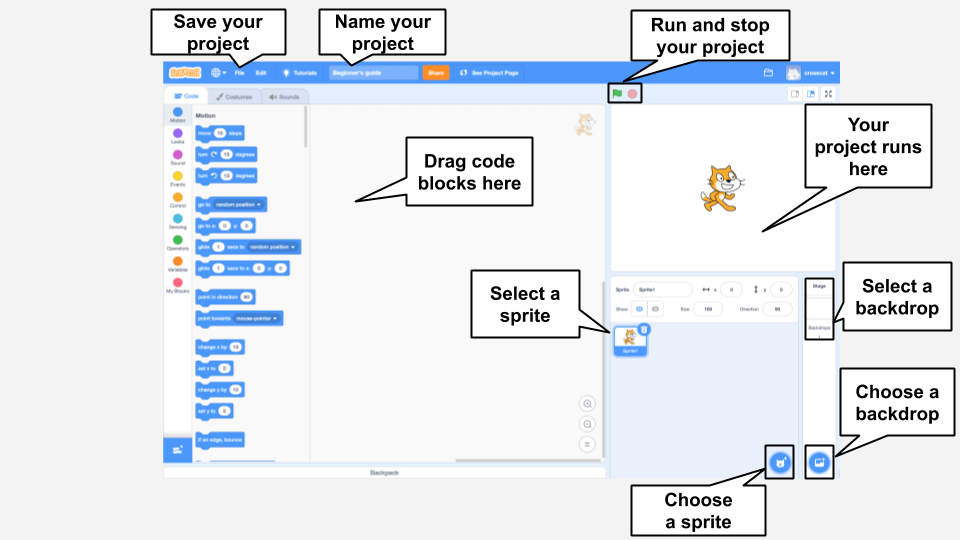 Save your
project
Name your
project
Run and stop
your project
SCRATCH
File
Edit
Tutorials
Beginner's guide
Share
See Project Page
crosscat
Code
Costumes
Sounds
Motion
Looks
Sound
Events
Control
Sensing
Operators
Variables
My Blocks
Motion
move 10 steps
turn 15 degrees
turn 15 degrees
go to random position
go to x: 0 y: 0
glide 1 secs to random position
glide 1 secs to x: 0 y: 0
point in direction 90
point towards mouse-pointer
change x by 10
set x to 0
change y by 10
set y to 0
if on edge, bounce
Drag code
blocks here
Your
project runs
here
Select a
sprite
Sprite Sprite1 x 0 y 0
Show Size 100 Direction 90
Sprite1
Stage
Backdrops
Select a
backdrop
Choose a
backdrop
Choose
a sprite
Backpack